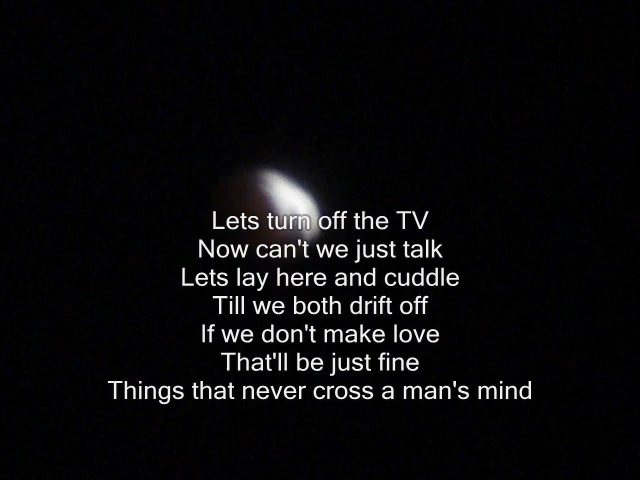 Lets turn off the TV
Now can't we just talk
Lets lay here and cuddle
Till we both drift off
If we don't make love
That'll be just fine
Things that never cross a man's mind